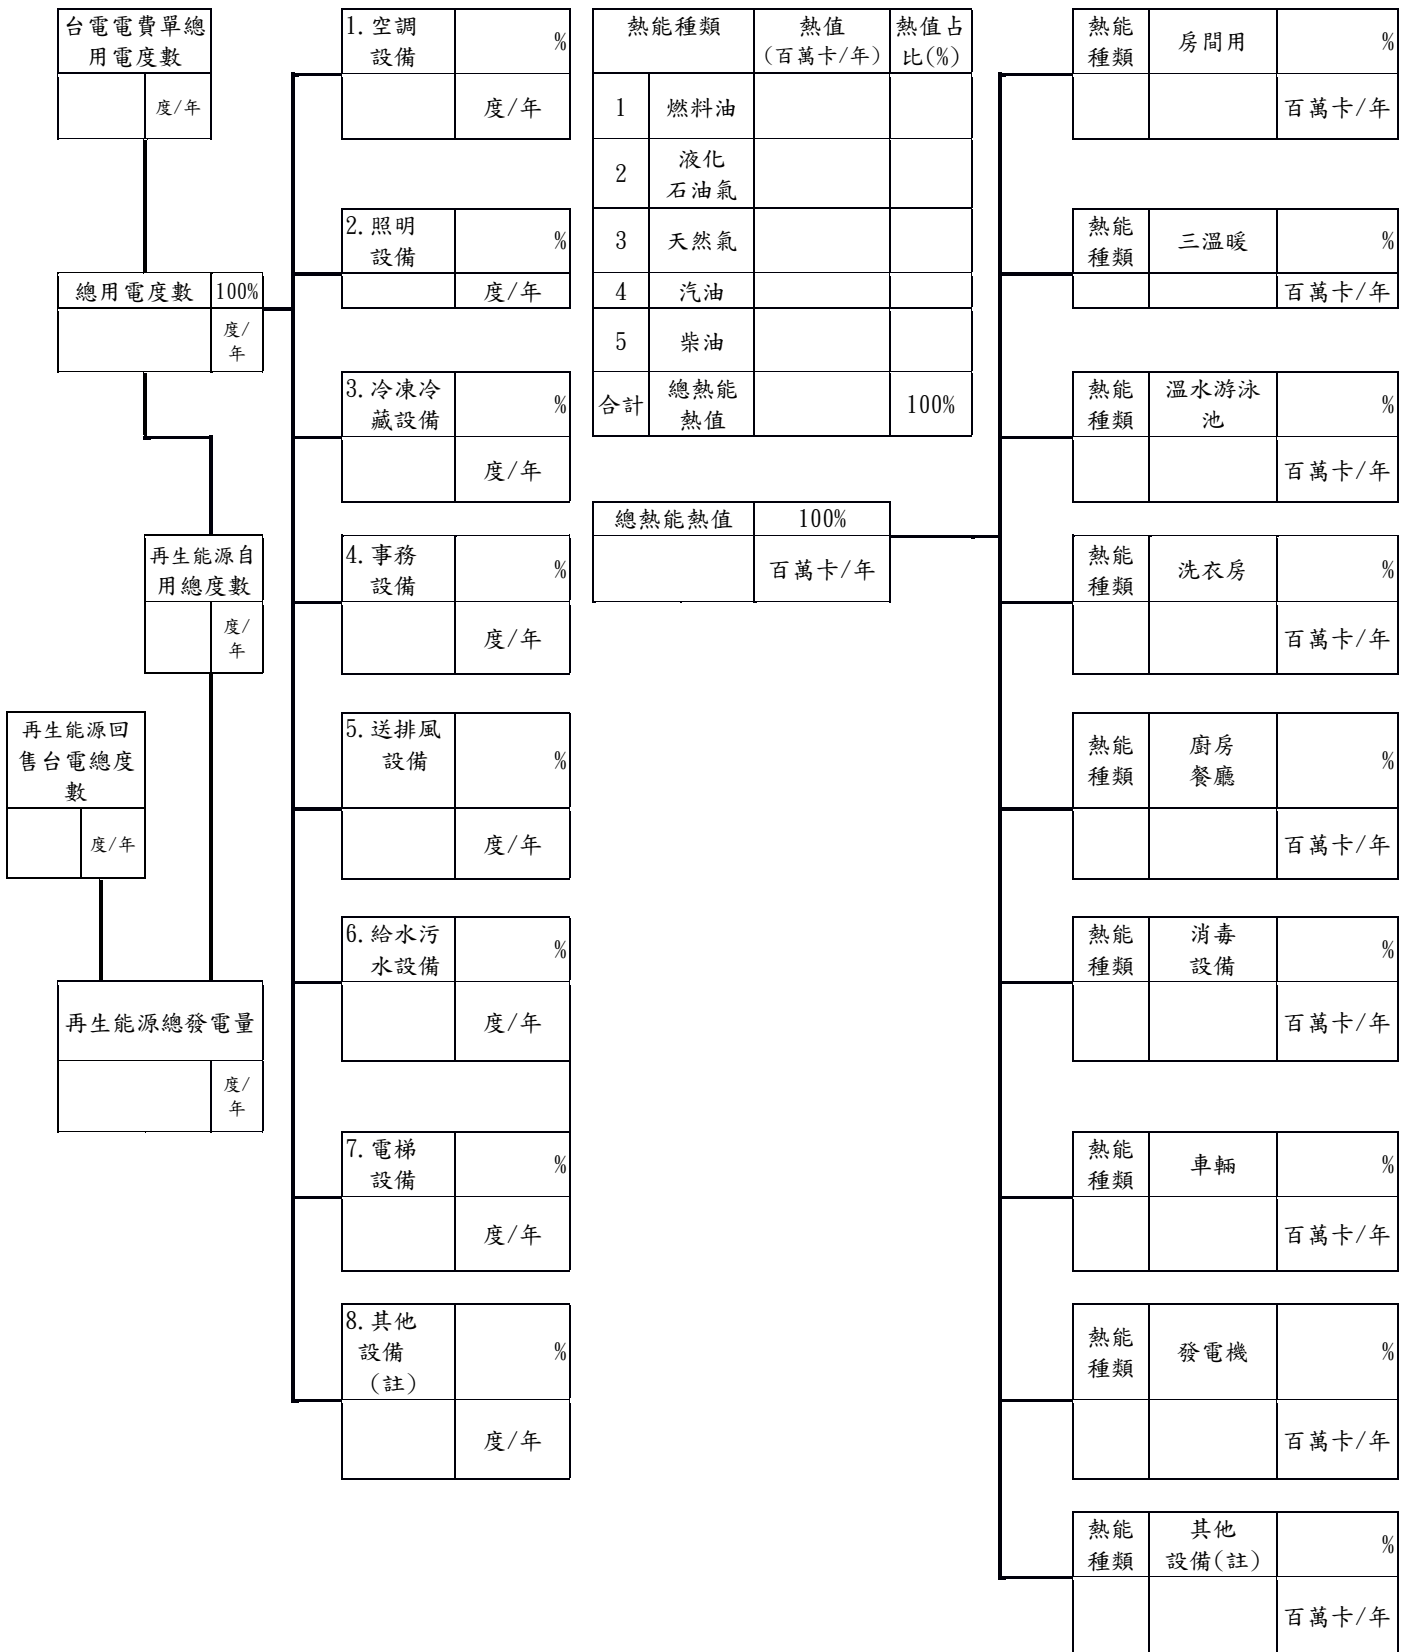 台電電費單總
用電度數
度/年
總用電度數 100%
度/
年
再生能源自
用總度數
度/
年
再生能源回
售台電總度
數
度/年
再生能源總發電量
度/
年
1.空調
設備
%
度/年
2.照明
設備
%
度/年
3.冷凍冷
藏設備
%
度/年
4.事務
設備
%
度/年
5.送排風
設備
%
度/年
6.給水污
水設備
%
度/年
7.電梯
設備
%
度/年
8.其他
設備
(註)
%
度/年
熱能種類
熱值
(百萬卡/年)
熱值占
比(%)
1 燃料油
2 液化
石油氣
3 天然氣
4 汽油
5 柴油
合計 總熱能
熱值
100%
總熱能熱值 100%
百萬卡/年
熱能
種類
房間用
%
百萬卡/年
熱能
種類
三溫暖
%
百萬卡/年
熱能
種類
溫水游泳
池
%
百萬卡/年
熱能
種類
洗衣房
%
百萬卡/年
熱能
種類
廚房
餐廳
%
百萬卡/年
熱能
種類
消毒
設備
%
百萬卡/年
熱能
種類
車輛
%
百萬卡/年
熱能
種類
發電機
%
百萬卡/年
熱能
種類
其他
設備(註)
%
百萬卡/年